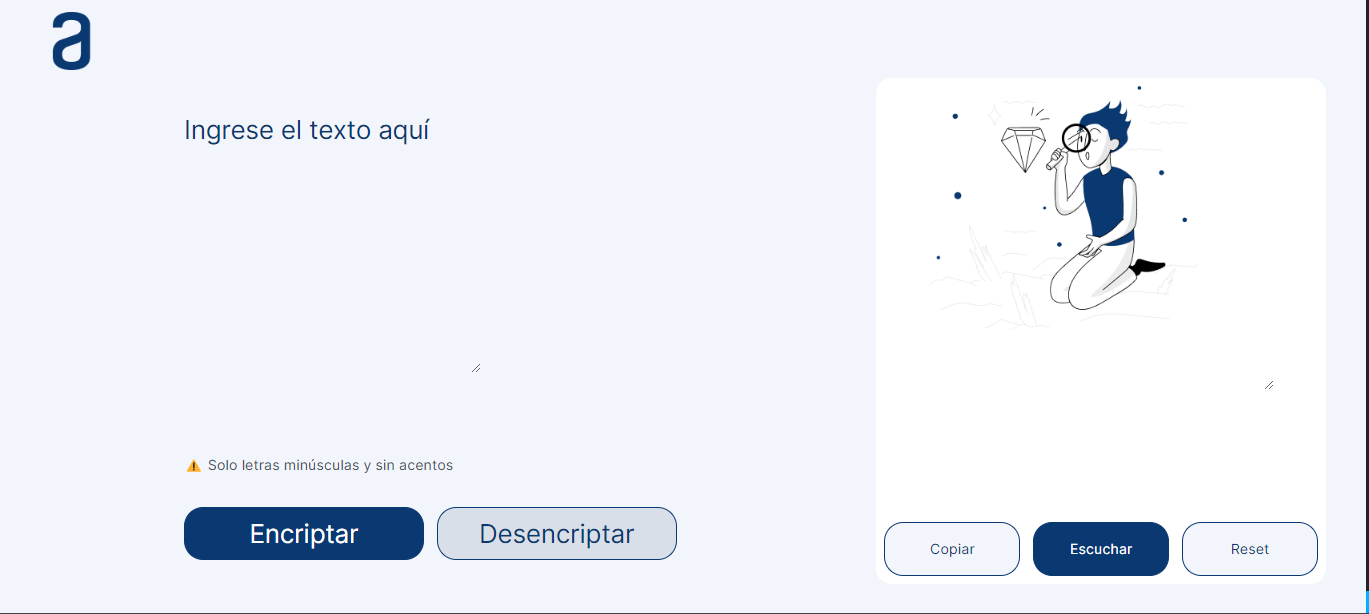 a
Ingrese el texto aquí
⚠ Solo letras minúsculas y sin acentos
Encriptar
Desencriptar
Copiar
Escuchar
Reset